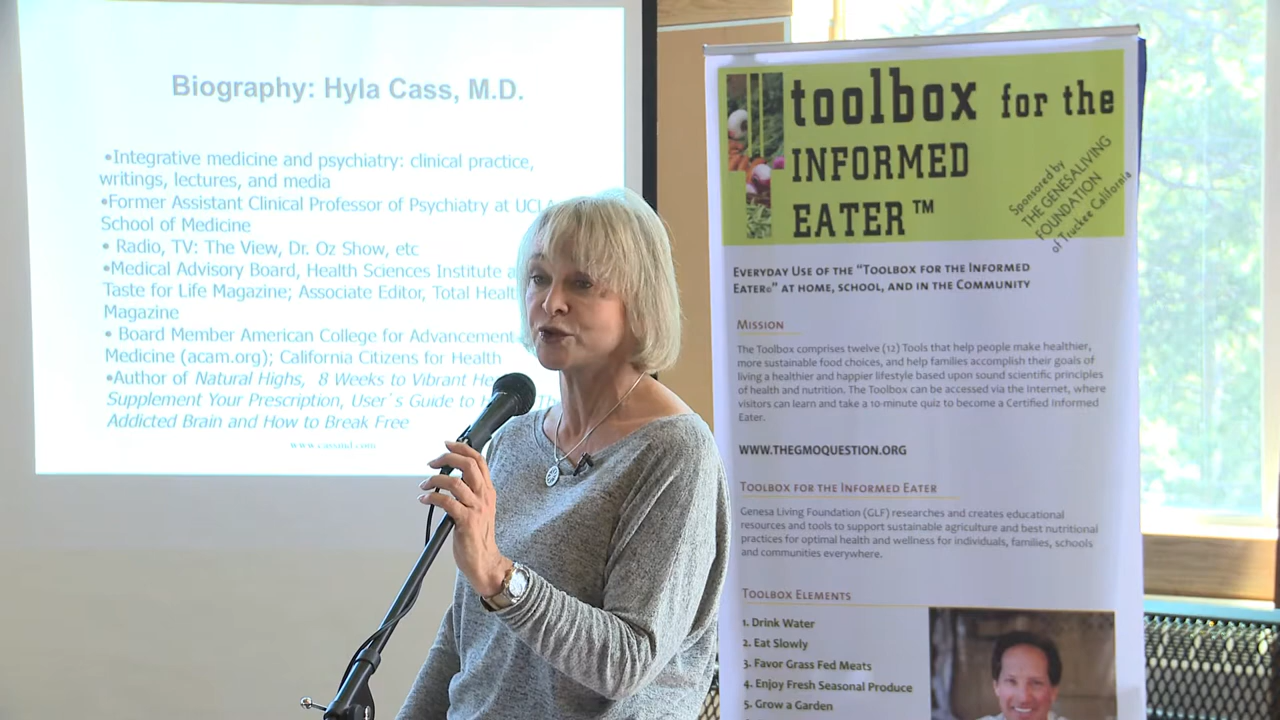 Biography: Hyla Cass, M.D.
•Integrative medicine and psychiatry: clinical practice,
writings, lectures, and media
•Former Assistant Clinical Professor of Psychiatry at UCLA
School of Medicine
• Radio, TV: The View, Dr. Oz Show, etc
•Medical Advisory Board, Health Sciences Institute
Taste for Life Magazine; Associate Editor, Total Health
Magazine
• Board Member American College for Advancement
Medicine (acam.org); California Citizens for Health
•Author of Natural Highs, 8 Weeks to Vibrant
Supplement Your Prescription, User´s Guide to
Addicted Brain and How to Break Free
www.cassmd.com
toolbox for the
INFORMED
EATER™
Sponsored by
THE GENESALIVING
FOUNDATION
of Truckee California
EVERYDAY USE OF THE "TOOLBOX FOR THE INFORMED
EATER©" AT HOME, SCHOOL, AND IN THE COMMUNITY
MISSION
The Toolbox comprises twelve (12) Tools that help people make healthier,
more sustainable food choices, and help families accomplish their goals of
living a healthier and happier lifestyle based upon sound scientific principles
of health and nutrition. The Toolbox can be accessed via the Internet, where
visitors can learn and take a 10-minute quiz to become a Certified Informed
Eater.
WWW.THEGMOQUESTION.ORG
TOOLBOX FOR THE INFORMED EATER
Genesa Living Foundation (GLF) researches and creates educational
resources and tools to support sustainable agriculture and best nutritional
practices for optimal health and wellness for individuals, families, schools
and communities everywhere.
TOOLBOX ELEMENTS
1. Drink Water
2. Eat Slowly
3. Favor Grass Fed Meats
4. Enjoy Fresh Seasonal Produce
5. Grow a Garden